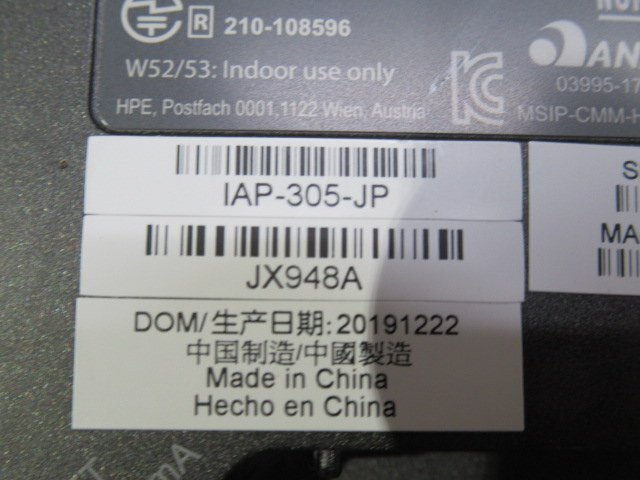 R 210-108596
W52/53: Indoor use only
HPE, Postfach 0001,1122 Wien, Austria
03995-17
MSIP-CMM-H
IAP-305-JP
JX948A
DOM/生产日期:20191222
中国制造/中國製造
Made in China
Hecho en China
S
MA
mA